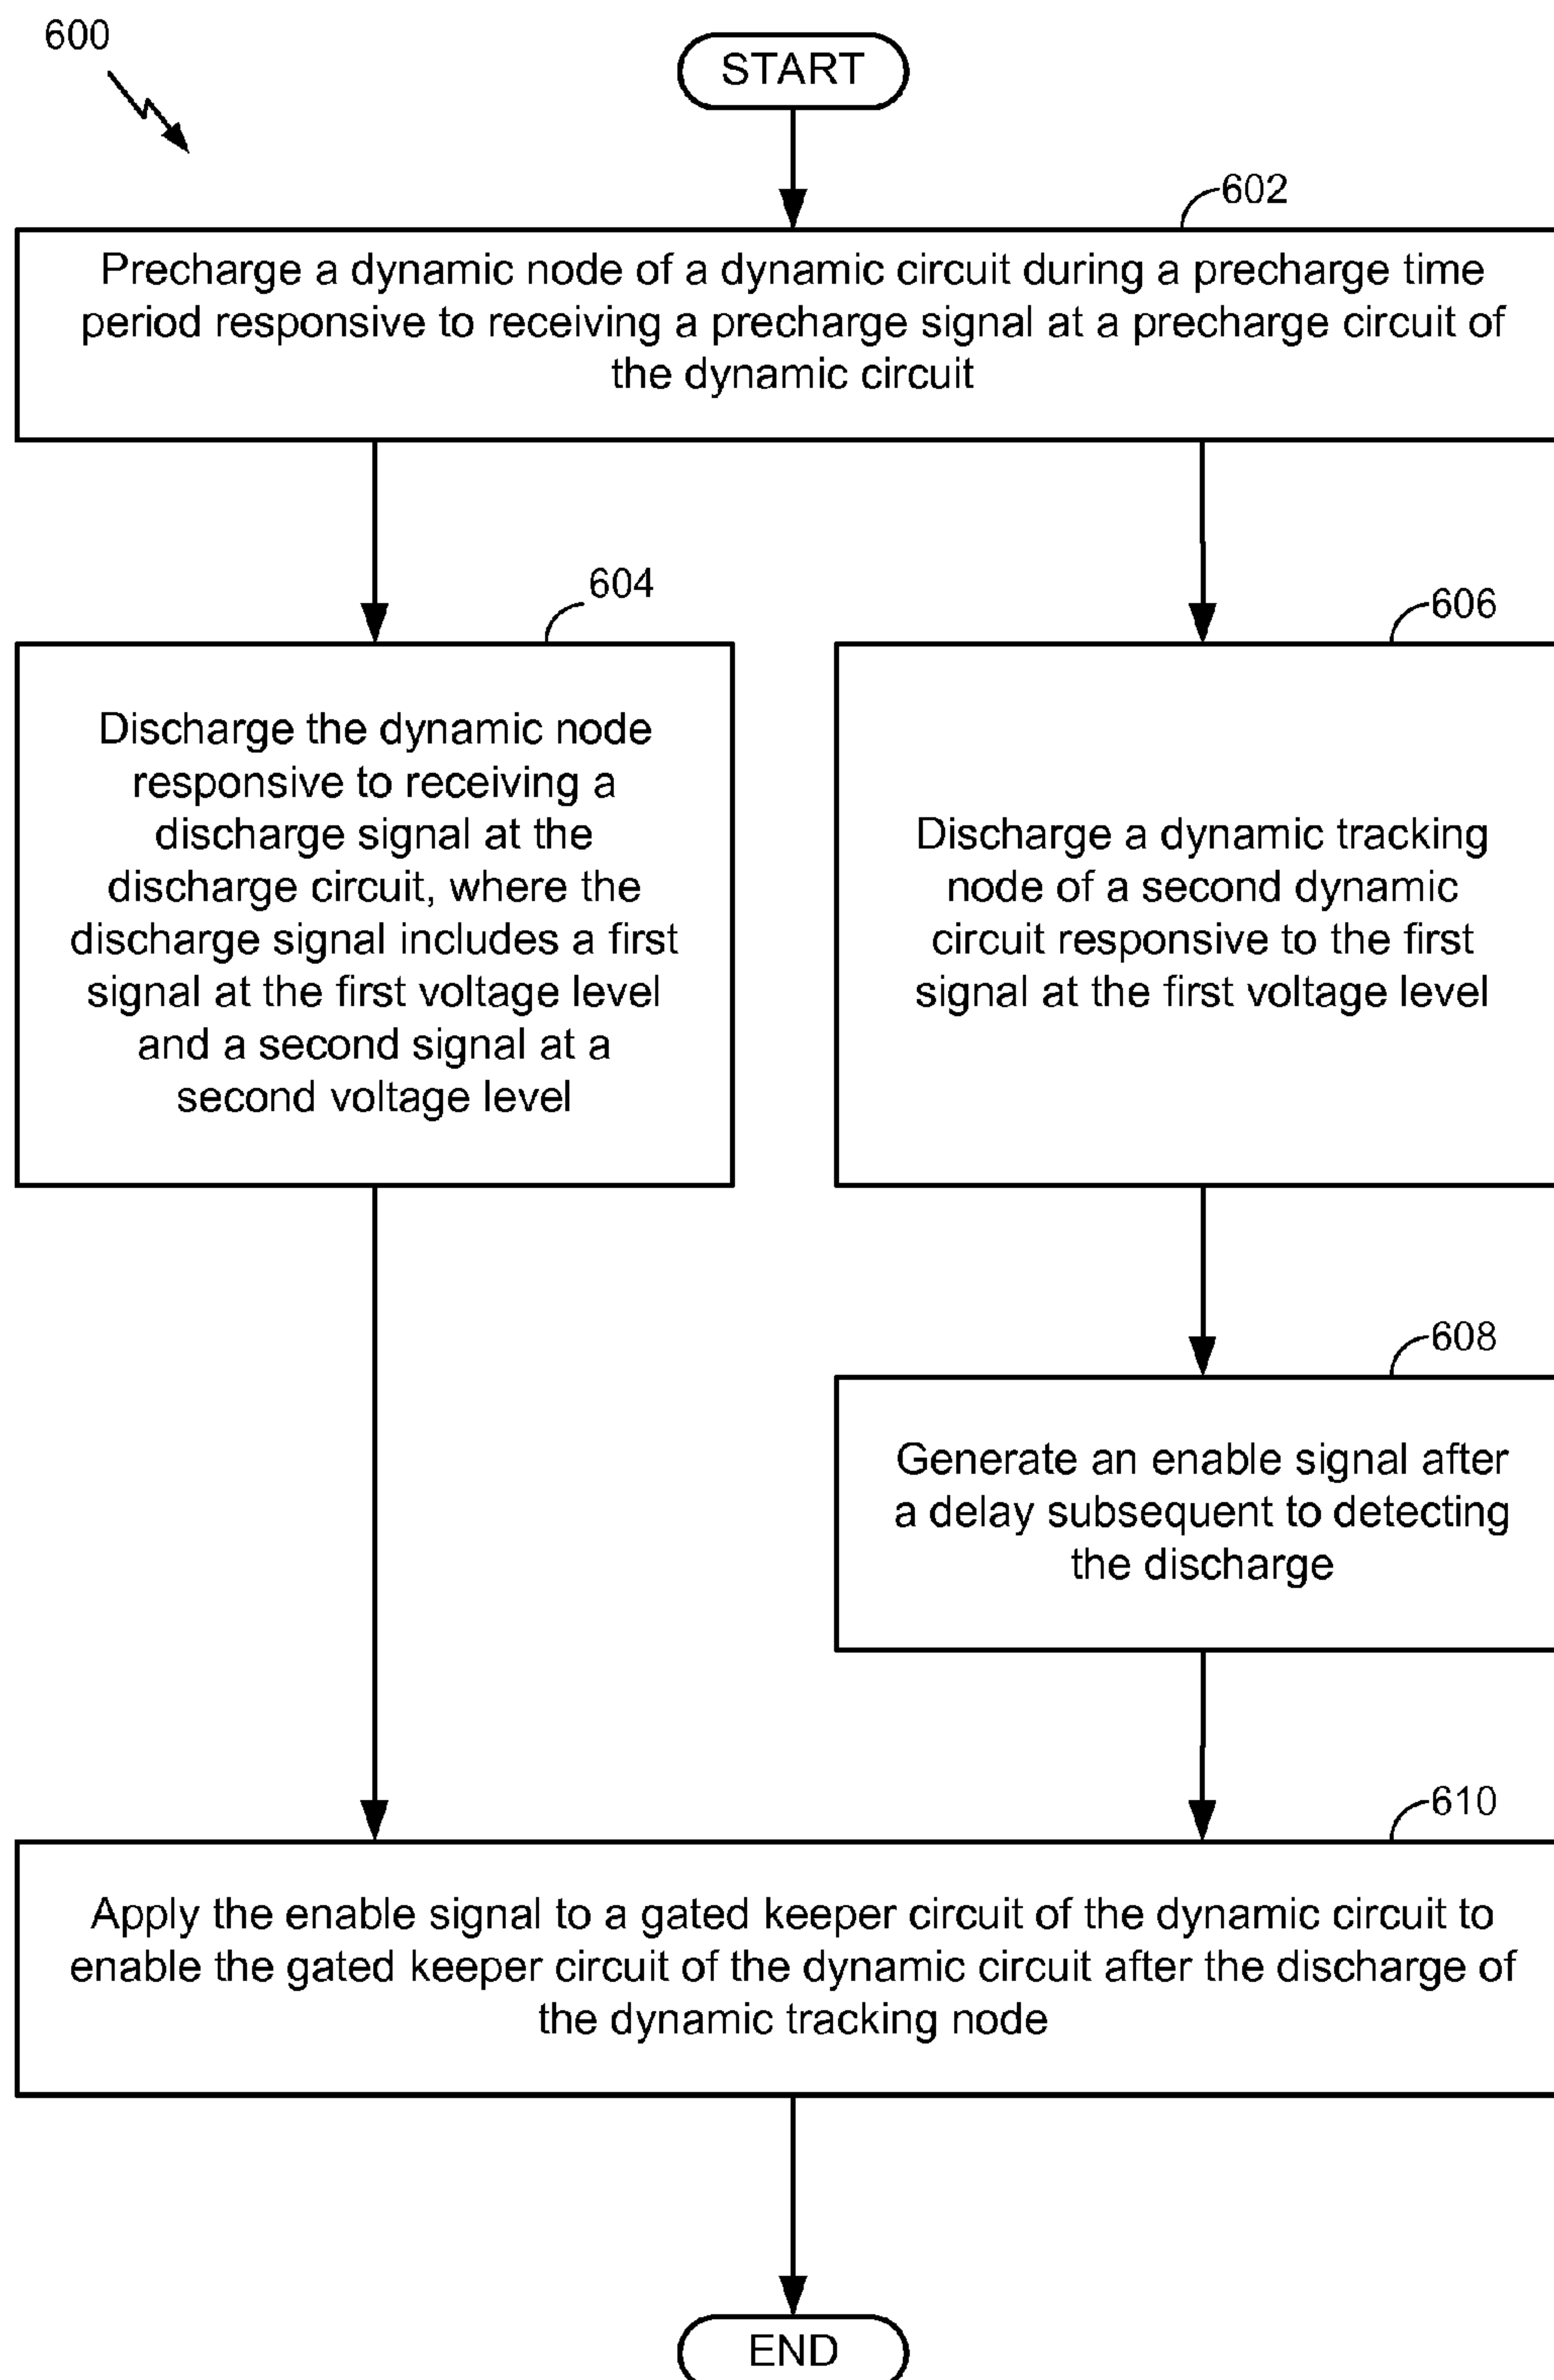 600
START
602
Precharge a dynamic node of a dynamic circuit during a precharge time
period responsive to receiving a precharge signal at a precharge circuit of
the dynamic circuit
604
Discharge the dynamic node
responsive to receiving a
discharge signal at the
discharge circuit, where the
discharge signal includes a first
signal at the first voltage level
and a second signal at a
second voltage level
606
Discharge a dynamic tracking
node of a second dynamic
circuit responsive to the first
signal at the first voltage level
608
Generate an enable signal after
a delay subsequent to detecting
the discharge
610
Apply the enable signal to a gated keeper circuit of the dynamic circuit to
enable the gated keeper circuit of the dynamic circuit after the discharge of
the dynamic tracking node
END